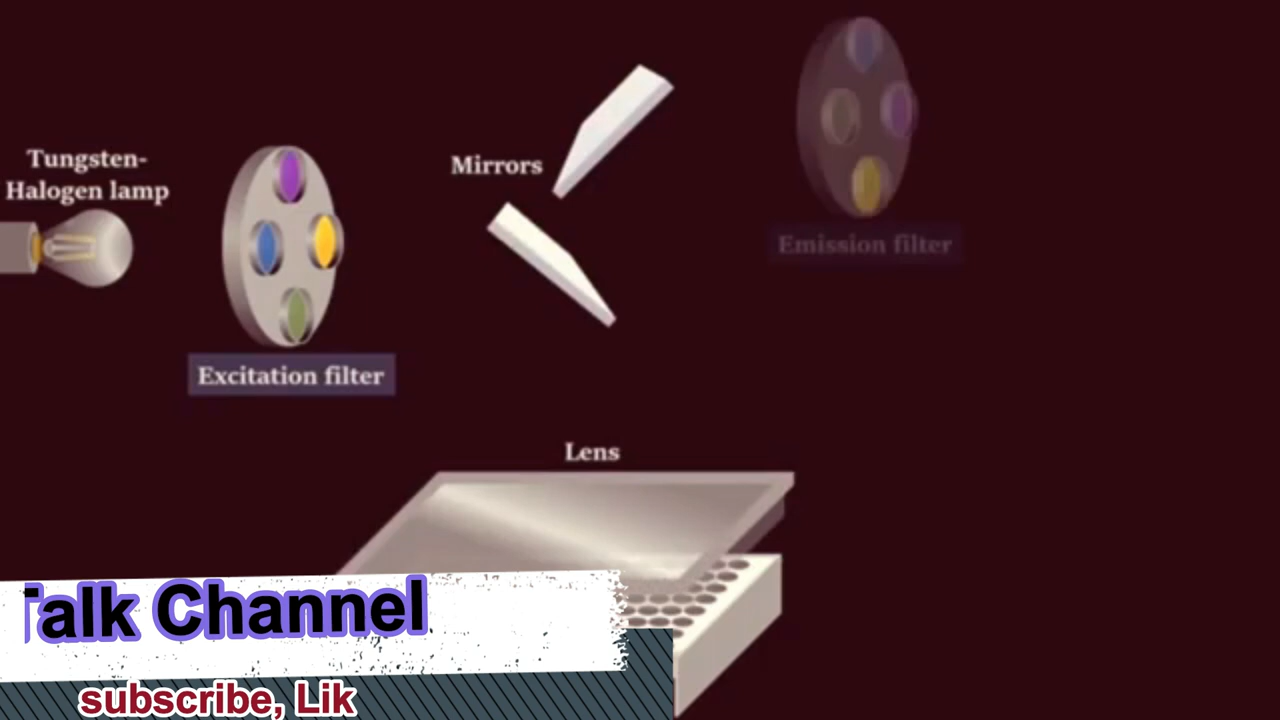 Tungsten-
Halogen lamp
Mirrors
Emission filter
Excitation filter
Lens
Talk Channel
subscribe, Lik